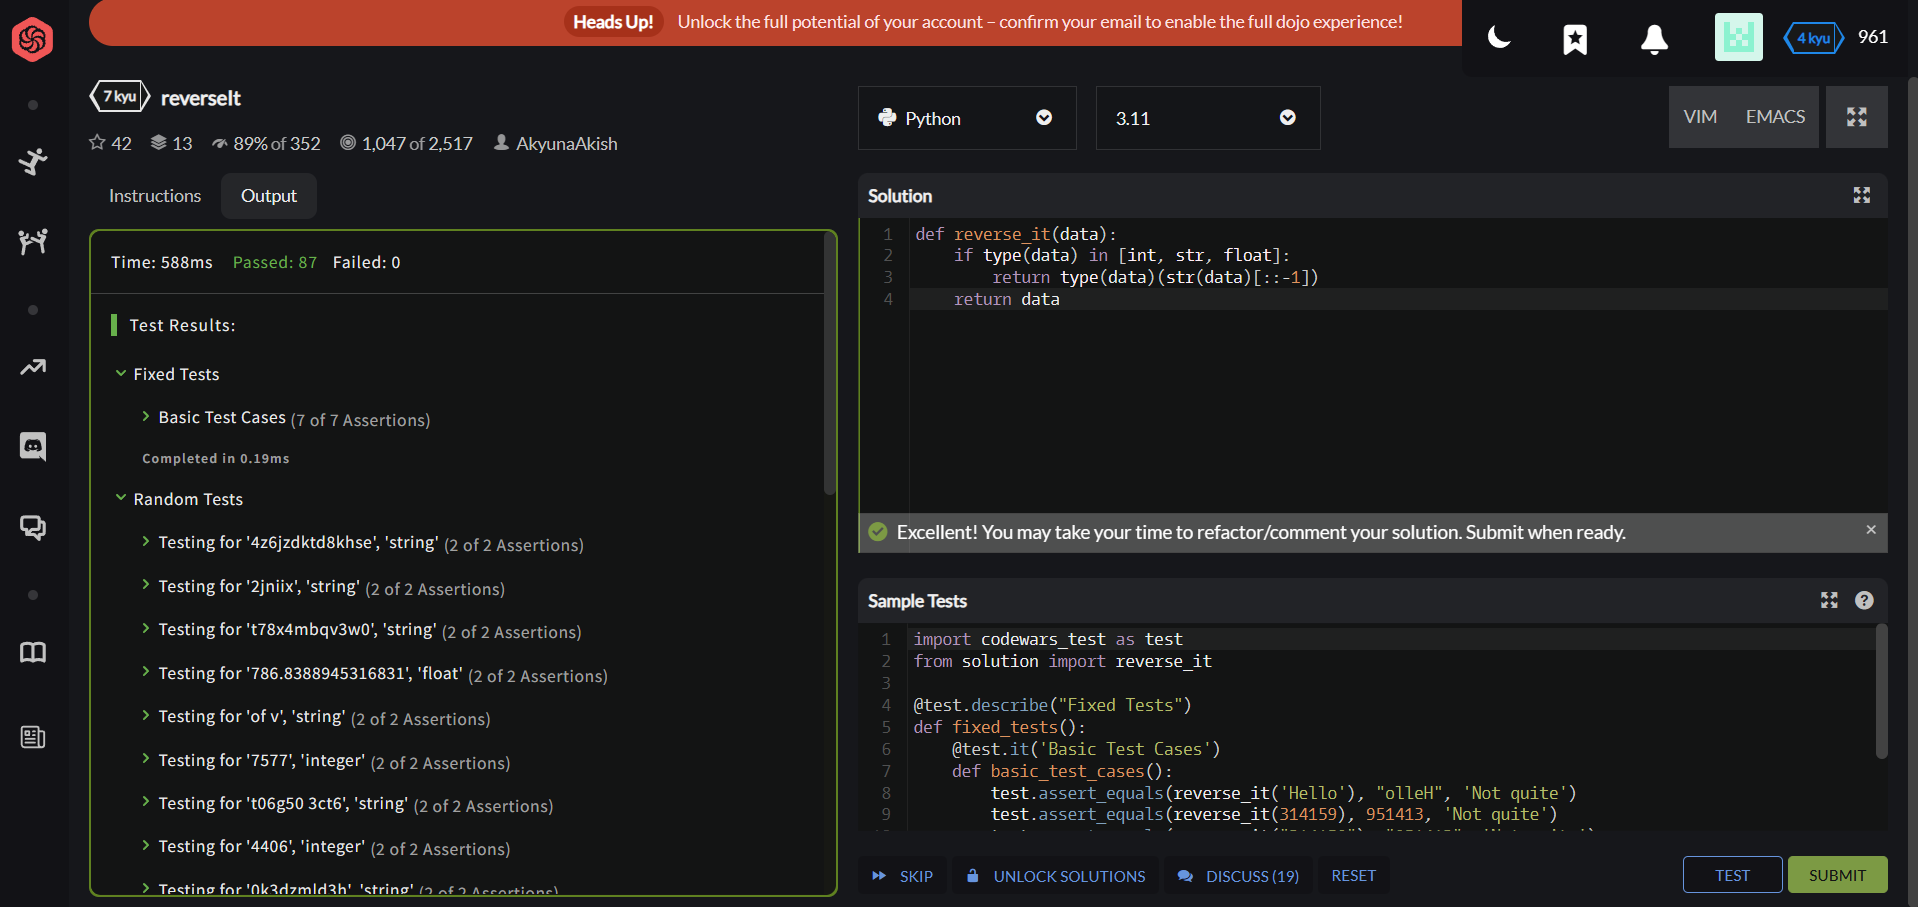 Heads Up! Unlock the full potential of your account – confirm your email to enable the full dojo experience!
4 kyu 961
7 kyu reverseIt
42 13 89% of 352 1,047 of 2,517 AkyunaAkish
Python 3.11 VIM EMACS
Instructions Output
Time: 588ms Passed: 87 Failed: 0
Test Results:
Fixed Tests
Basic Test Cases (7 of 7 Assertions)
Completed in 0.19ms
Random Tests
Testing for '4z6jzdktd8khse', 'string' (2 of 2 Assertions)
Testing for '2jniix', 'string' (2 of 2 Assertions)
Testing for 't78x4mbqv3w0', 'string' (2 of 2 Assertions)
Testing for '786.8388945316831', 'float' (2 of 2 Assertions)
Testing for 'of v', 'string' (2 of 2 Assertions)
Testing for '7577', 'integer' (2 of 2 Assertions)
Testing for 't06g50 3ct6', 'string' (2 of 2 Assertions)
Testing for '4406', 'integer' (2 of 2 Assertions)
Testing for '0k3dzmld3h', 'string' (2 of 2 Assertions)
Solution
1 def reverse_it(data):
2 if type(data) in [int, str, float]:
3 return type(data)(str(data)[::-1])
4 return data
Excellent! You may take your time to refactor/comment your solution. Submit when ready.
Sample Tests
1 import codewars_test as test
2 from solution import reverse_it
3
4 @test.describe("Fixed Tests")
5 def fixed_tests():
6 @test.it('Basic Test Cases')
7 def basic_test_cases():
8 test.assert_equals(reverse_it('Hello'), "olleH", 'Not quite')
9 test.assert_equals(reverse_it(314159), 951413, 'Not quite')
SKIP UNLOCK SOLUTIONS DISCUSS (19) RESET TEST SUBMIT